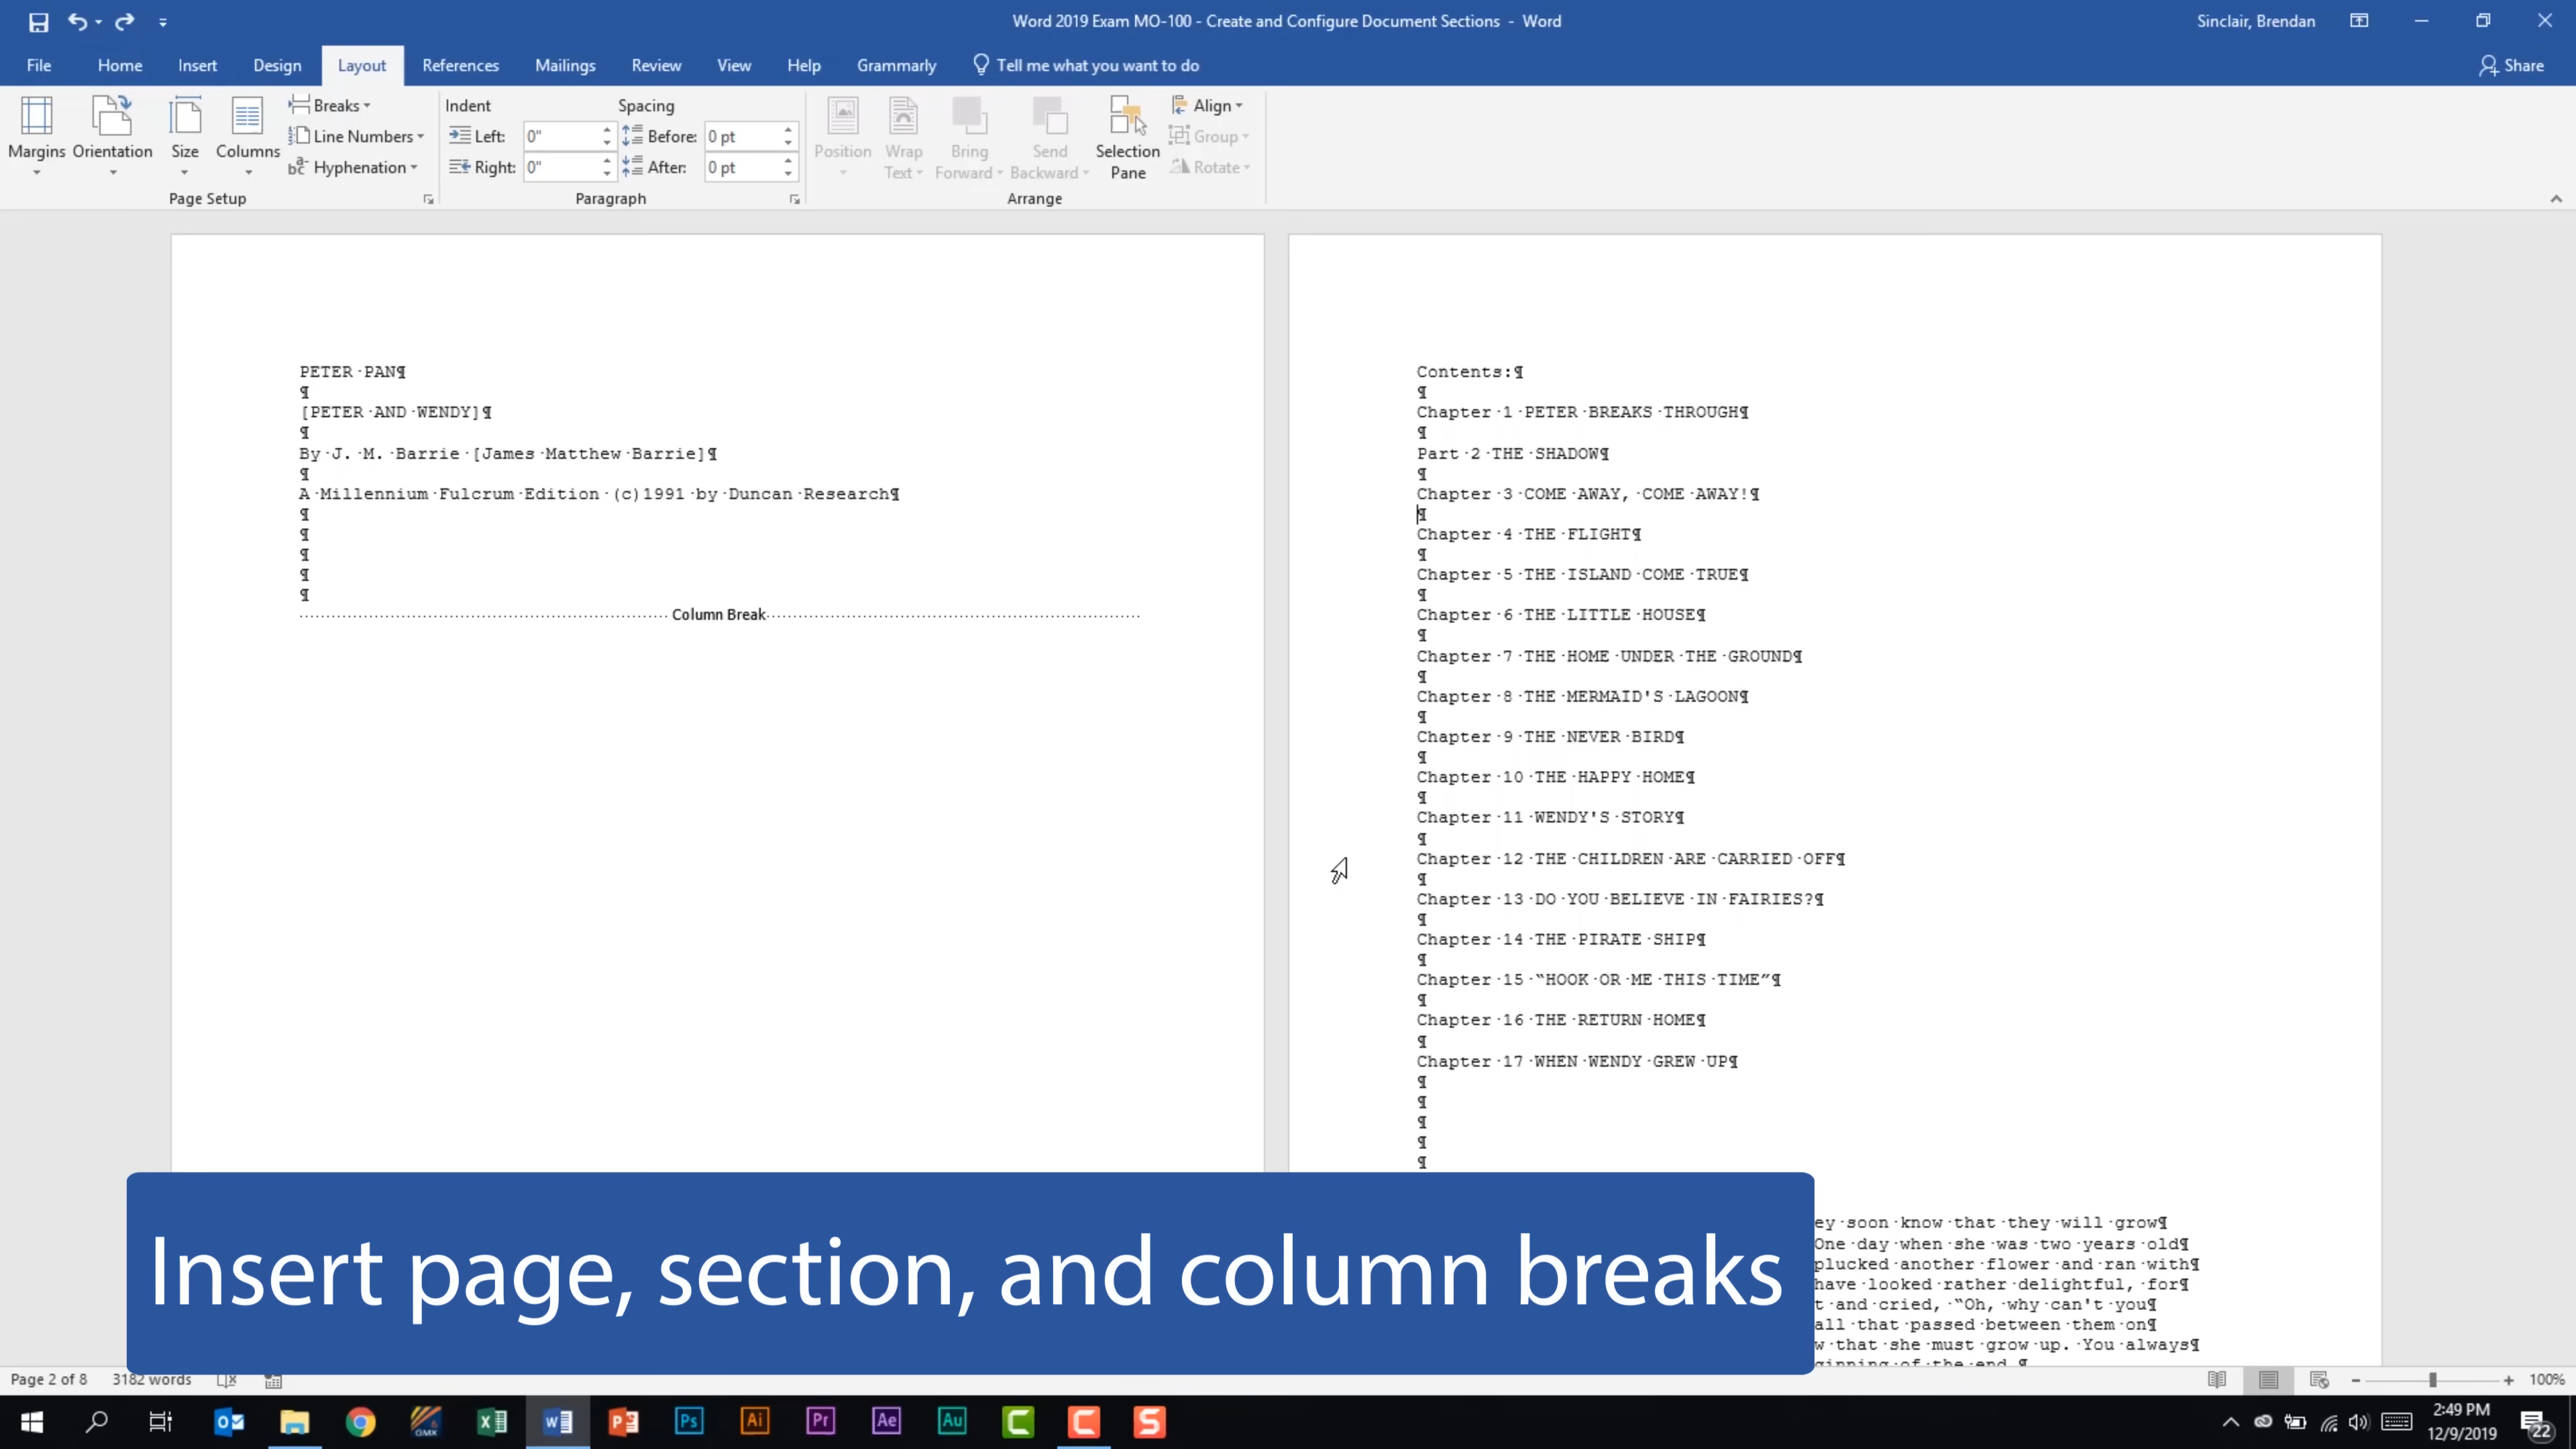 Word 2019 Exam MO-100 - Create and Configure Document Sections - Word
Sinclair, Brendan
File Home Insert Design Layout References Mailings Review View Help Grammarly Tell me what you want to do Share
Margins Orientation Size Columns
Breaks
Line Numbers
Hyphenation
Page Setup
Indent
Left: 0"
Right: 0"
Spacing
Before: 0 pt
After: 0 pt
Paragraph
Position
Wrap Text
Bring Forward
Send Backward
Selection Pane
Align
Group
Rotate
Arrange
PETER·PAN¶
¶
[PETER·AND·WENDY]¶
¶
By·J.·M.·Barrie·[James·Matthew·Barrie]¶
¶
A·Millennium·Fulcrum·Edition·(c)1991·by·Duncan·Research¶
¶
¶
¶
¶
¶
Column Break
Contents:¶
¶
Chapter·1·PETER·BREAKS·THROUGH¶
¶
Part·2·THE·SHADOW¶
¶
Chapter·3·COME·AWAY,·COME·AWAY!¶
¶
Chapter·4·THE·FLIGHT¶
¶
Chapter·5·THE·ISLAND·COME·TRUE¶
¶
Chapter·6·THE·LITTLE·HOUSE¶
¶
Chapter·7·THE·HOME·UNDER·THE·GROUND¶
¶
Chapter·8·THE·MERMAID'S·LAGOON¶
¶
Chapter·9·THE·NEVER·BIRD¶
¶
Chapter·10·THE·HAPPY·HOME¶
¶
Chapter·11·WENDY'S·STORY¶
¶
Chapter·12·THE·CHILDREN·ARE·CARRIED·OFF¶
¶
Chapter·13·DO·YOU·BELIEVE·IN·FAIRIES?¶
¶
Chapter·14·THE·PIRATE·SHIP¶
¶
Chapter·15·“HOOK·OR·ME·THIS·TIME”¶
¶
Chapter·16·THE·RETURN·HOME¶
¶
Chapter·17·WHEN·WENDY·GREW·UP¶
¶
¶
¶
¶
¶
ey·soon·know·that·they·will·grow¶
One·day·when·she·was·two·years·old¶
plucked·another·flower·and·ran·with¶
have·looked·rather·delightful,·for¶
t·and·cried,·“Oh,·why·can't·you¶
all·that·passed·between·them·on¶
w·that·she·must·grow·up.·You·always¶
ginning·of·the·end.¶
Insert page, section, and column breaks
Page 2 of 8 3182 words 100%
GMX Ps Ai Pr Ae Au
2:49 PM
12/9/2019
22